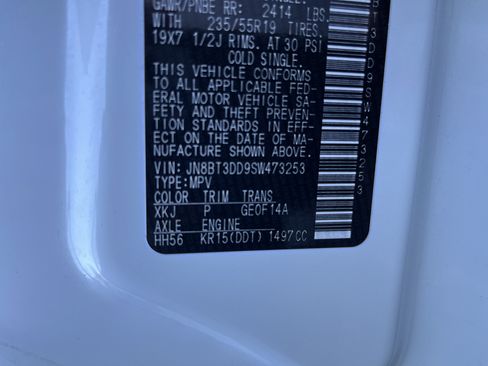 GAWR/PNBE RR: 2414 LBS.
WITH 235/55R19 TIRES.
19X7 1/2J RIMS. AT 30 PSI
COLD SINGLE.
THIS VEHICLE CONFORMS
TO ALL APPLICABLE FED-
ERAL MOTOR VEHICLE SA-
FETY AND THEFT PREVEN-
TION STANDARDS IN EFF-
ECT ON THE DATE OF MA-
NUFACTURE SHOWN ABOVE.
VIN: JN8BT3DD9SW473253
TYPE:MPV
COLOR TRIM TRANS
XKJ P GE0F14A
AXLE ENGINE
HH56 KR15(DDT) 1497CC
BT3DD9SW473253